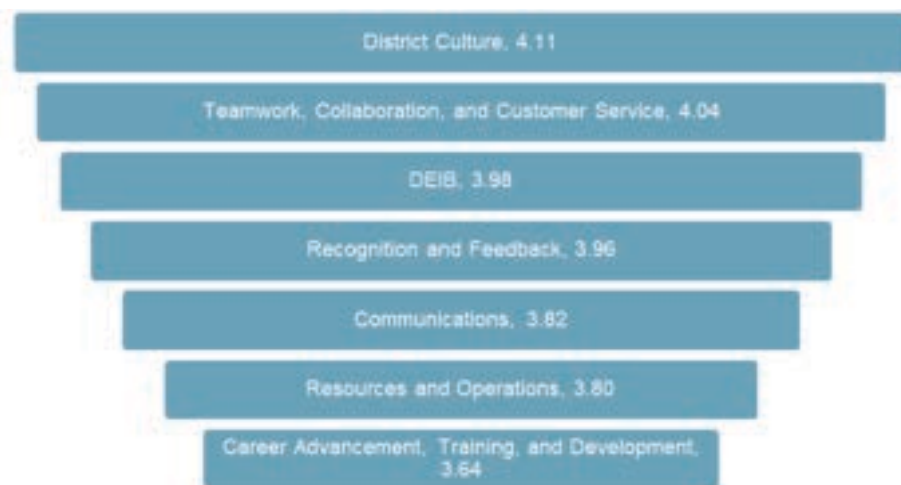 District Culture, 4.11
Teamwork, Collaboration, and Customer Service, 4.04
DEIB, 3.98
Recognition and Feedback, 3.96
Communications, 3.82
Resources and Operations, 3.80
Career Advancement, Training, and Development,
3.64